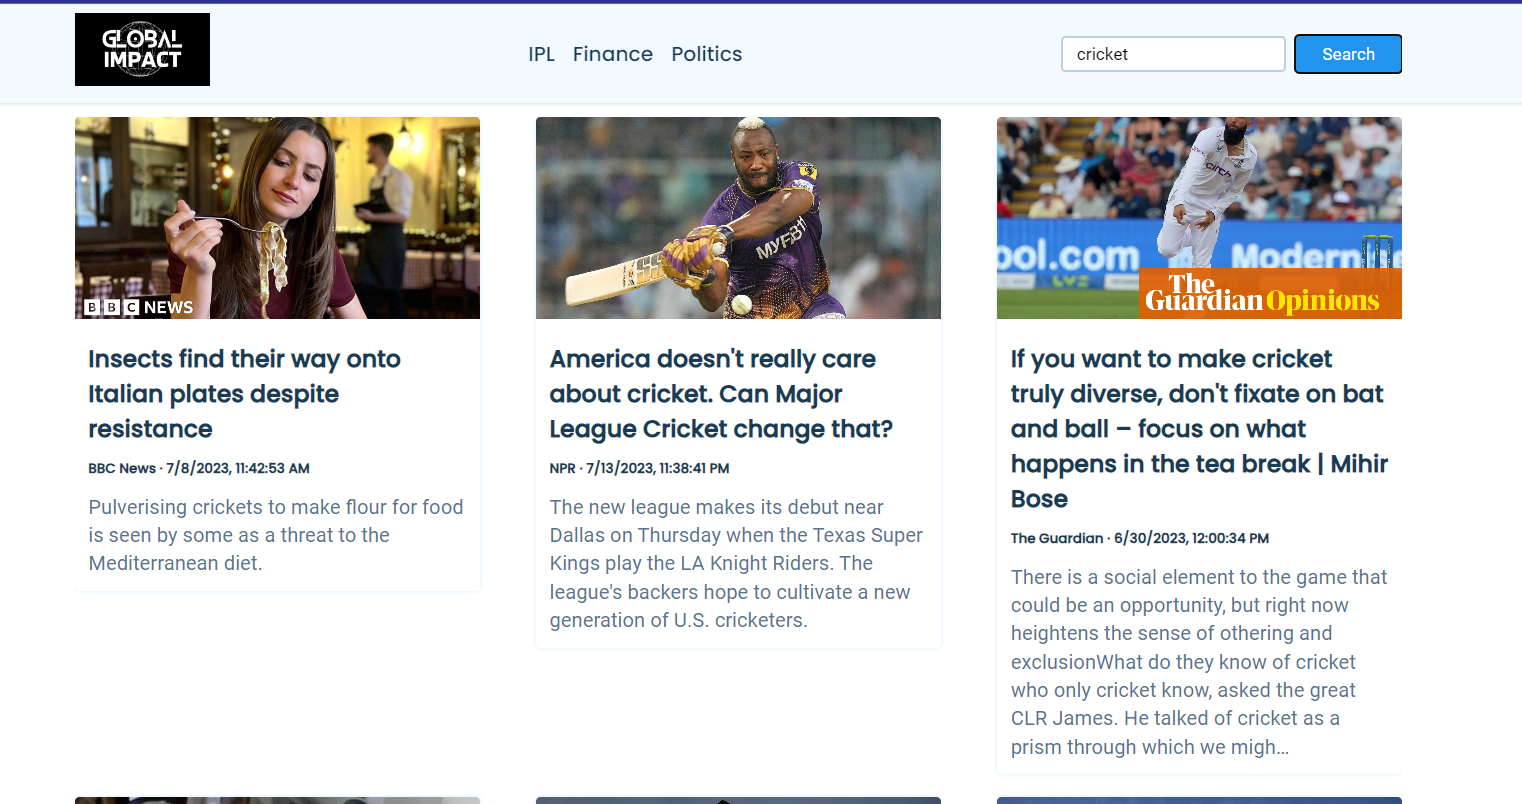 GLOBAL
IMPACT
IPL Finance Politics
cricket
Search
BBC NEWS
Insects find their way onto
Italian plates despite
resistance
BBC News · 7/8/2023, 11:42:53 AM
Pulverising crickets to make flour for food
is seen by some as a threat to the
Mediterranean diet.
MYFAB11
America doesn't really care
about cricket. Can Major
League Cricket change that?
NPR · 7/13/2023, 11:38:41 PM
The new league makes its debut near
Dallas on Thursday when the Texas Super
Kings play the LA Knight Riders. The
league's backers hope to cultivate a new
generation of U.S. cricketers.
cinch
ool.com
Modern
The
Guardian Opinions
If you want to make cricket
truly diverse, don't fixate on bat
and ball – focus on what
happens in the tea break | Mihir
Bose
The Guardian · 6/30/2023, 12:00:34 PM
There is a social element to the game that
could be an opportunity, but right now
heightens the sense of othering and
exclusionWhat do they know of cricket
who only cricket know, asked the great
CLR James. He talked of cricket as a
prism through which we migh…